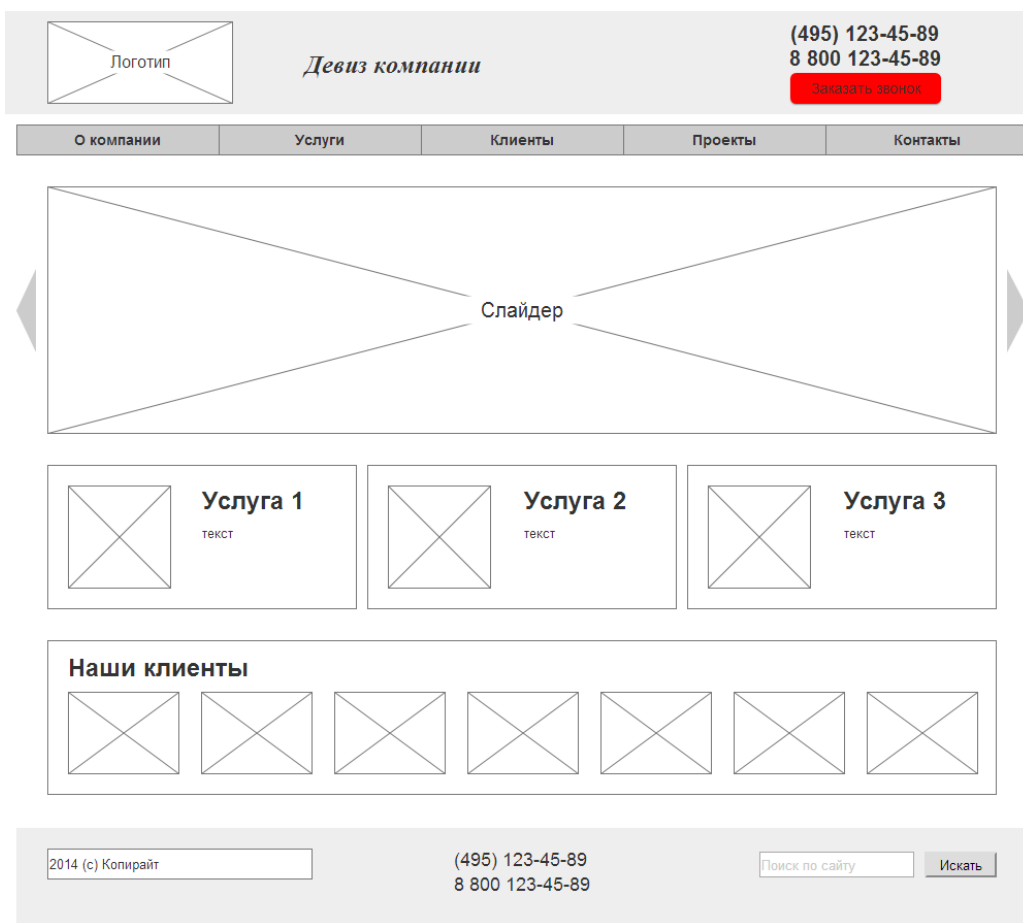 Логотип
Девиз компании
(495) 123-45-89
8 800 123-45-89
Заказать звонок
О компании
Услуги
Клиенты
Проекты
Контакты
Слайдер
Услуга 1
текст
Услуга 2
текст
Услуга 3
текст
Наши клиенты
2014 (с) Копирайт
(495) 123-45-89
8 800 123-45-89
Поиск по сайту
Искать